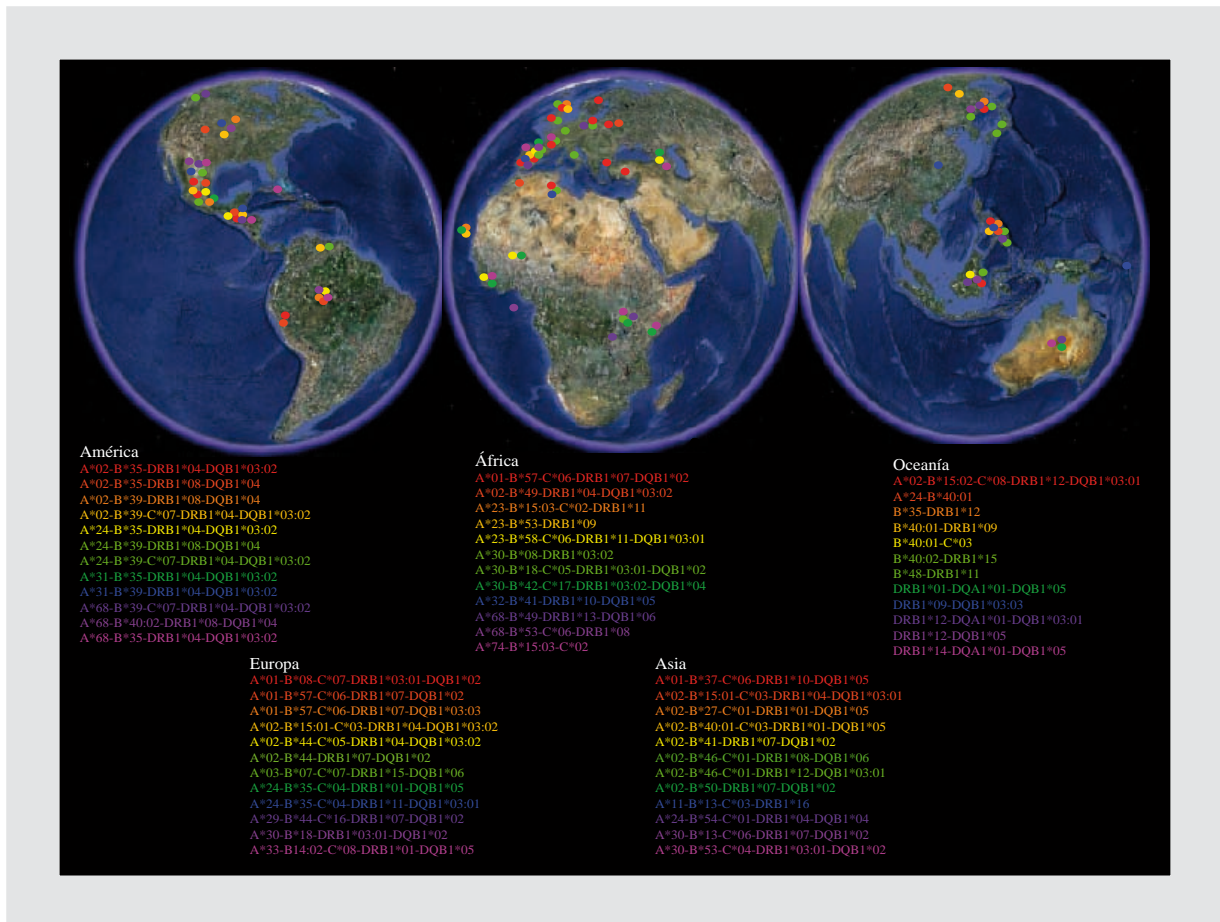 América
A*02-B*35-DRB1*04-DQB1*03:02
A*02-B*35-DRB1*08-DQB1*04
A*02-B*39-DRB1*08-DQB1*04
A*02-B*39-C*07-DRB1*04-DQB1*03:02
A*24-B*35-DRB1*04-DQB1*03:02
A*24-B*39-DRB1*08-DQB1*04
A*24-B*39-C*07-DRB1*04-DQB1*03:02
A*31-B*35-DRB1*04-DQB1*03:02
A*31-B*39-DRB1*04-DQB1*03:02
A*68-B*39-C*07-DRB1*04-DQB1*03:02
A*68-B*40:02-DRB1*08-DQB1*04
A*68-B*35-DRB1*04-DQB1*03:02
África
A*01-B*57-C*06-DRB1*07-DQB1*02
A*02-B*49-DRB1*04-DQB1*03:02
A*23-B*15:03-C*02-DRB1*11
A*23-B*53-DRB1*09
A*23-B*58-C*06-DRB1*11-DQB1*03:01
A*30-B*08-DRB1*03:02
A*30-B*18-C*05-DRB1*03:01-DQB1*02
A*30-B*42-C*17-DRB1*03:02-DQB1*04
A*32-B*41-DRB1*10-DQB1*05
A*68-B*49-DRB1*13-DQB1*06
A*68-B*53-C*06-DRB1*08
A*74-B*15:03-C*02
Oceanía
A*02-B*15:02-C*08-DRB1*12-DQB1*03:01
A*24-B*40:01
B*35-DRB1*12
B*40:01-DRB1*09
B*40:01-C*03
B*40:02-DRB1*15
B*48-DRB1*11
DRB1*01-DQA1*01-DQB1*05
DRB1*09-DQB1*03:03
DRB1*12-DQA1*01-DQB1*03:01
DRB1*12-DQB1*05
DRB1*14-DQA1*01-DQB1*05
Europa
A*01-B*08-C*07-DRB1*03:01-DQB1*02
A*01-B*57-C*06-DRB1*07-DQB1*02
A*01-B*57-C*06-DRB1*07-DQB1*03:03
A*02-B*15:01-C*03-DRB1*04-DQB1*03:02
A*02-B*44-C*05-DRB1*04-DQB1*03:02
A*02-B*44-DRB1*07-DQB1*02
A*03-B*07-C*07-DRB1*15-DQB1*06
A*24-B*35-C*04-DRB1*01-DQB1*05
A*24-B*35-C*04-DRB1*11-DQB1*03:01
A*29-B*44-C*16-DRB1*07-DQB1*02
A*30-B*18-DRB1*03:01-DQB1*02
A*33-B14:02-C*08-DRB1*01-DQB1*05
Asia
A*01-B*37-C*06-DRB1*10-DQB1*05
A*02-B*15:01-C*03-DRB1*04-DQB1*03:01
A*02-B*27-C*01-DRB1*01-DQB1*05
A*02-B*40:01-C*03-DRB1*01-DQB1*05
A*02-B*41-DRB1*07-DQB1*02
A*02-B*46-C*01-DRB1*08-DQB1*06
A*02-B*46-C*01-DRB1*12-DQB1*03:01
A*02-B*50-DRB1*07-DQB1*02
A*11-B*13-C*03-DRB1*16
A*24-B*54-C*01-DRB1*04-DQB1*04
A*30-B*13-C*06-DRB1*07-DQB1*02
A*30-B*53-C*04-DRB1*03:01-DQB1*02